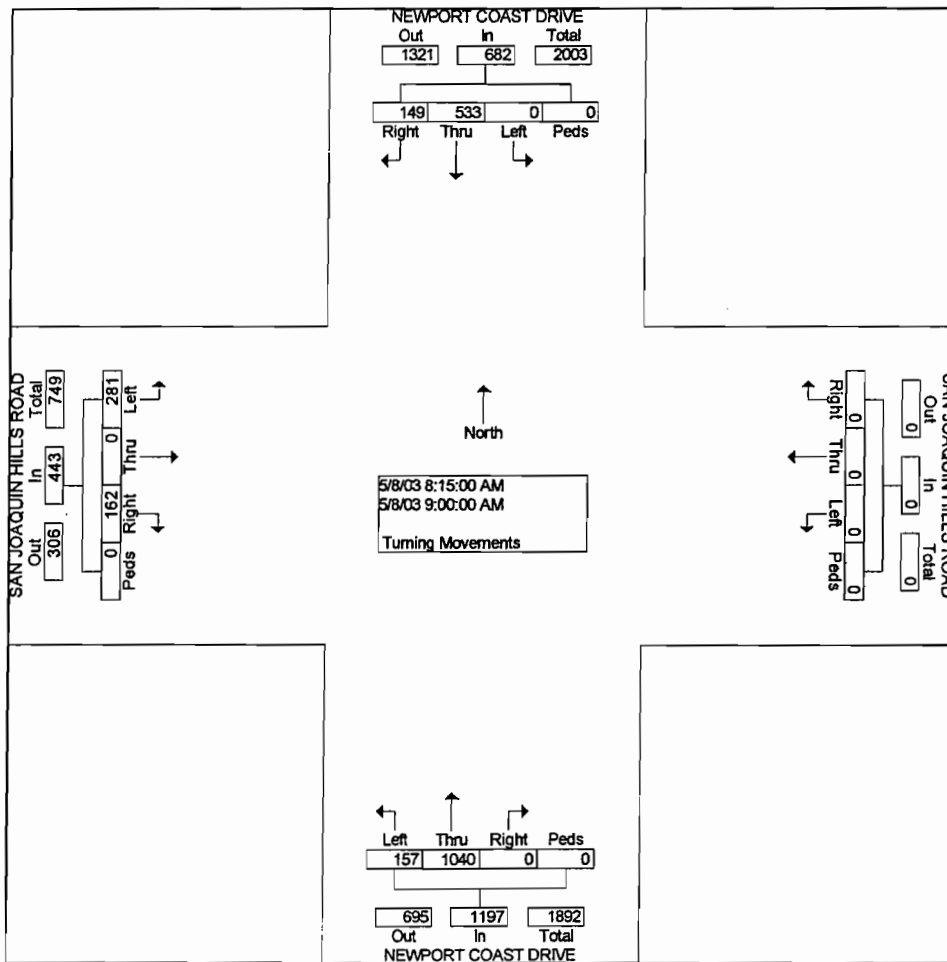 NEWPORT COAST DRIVE
Out In Total
1321 682 2003
149 533 0 0
Right Thru Left Peds
SAN JOAQUIN HILLS ROAD
Total In Out
749 443 306
281 0 162 0
Left Thru Right Peds
North
5/8/03 8:15:00 AM
5/8/03 9:00:00 AM
Turning Movements
Right Thru Left Peds
0 0 0 0
Out In Total
0 0 0
SAN JOAQUIN HILLS ROAD
Left Thru Right Peds
157 1040 0 0
695 1197 1892
Out In Total
NEWPORT COAST DRIVE